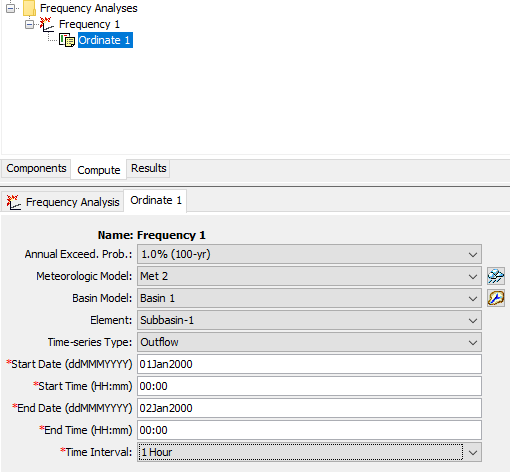 Frequency Analyses
Frequency 1
Ordinate 1
Components Compute Results
Frequency Analysis Ordinate 1
Name: Frequency 1
Annual Exceed. Prob.: 1.0% (100-yr)
Meteorologic Model: Met 2
Basin Model: Basin 1
Element: Subbasin-1
Time-series Type: Outflow
*Start Date (ddMMMYYYY) 01Jan2000
*Start Time (HH:mm) 00:00
*End Date (ddMMMYYYY) 02Jan2000
*End Time (HH:mm) 00:00
*Time Interval: 1 Hour